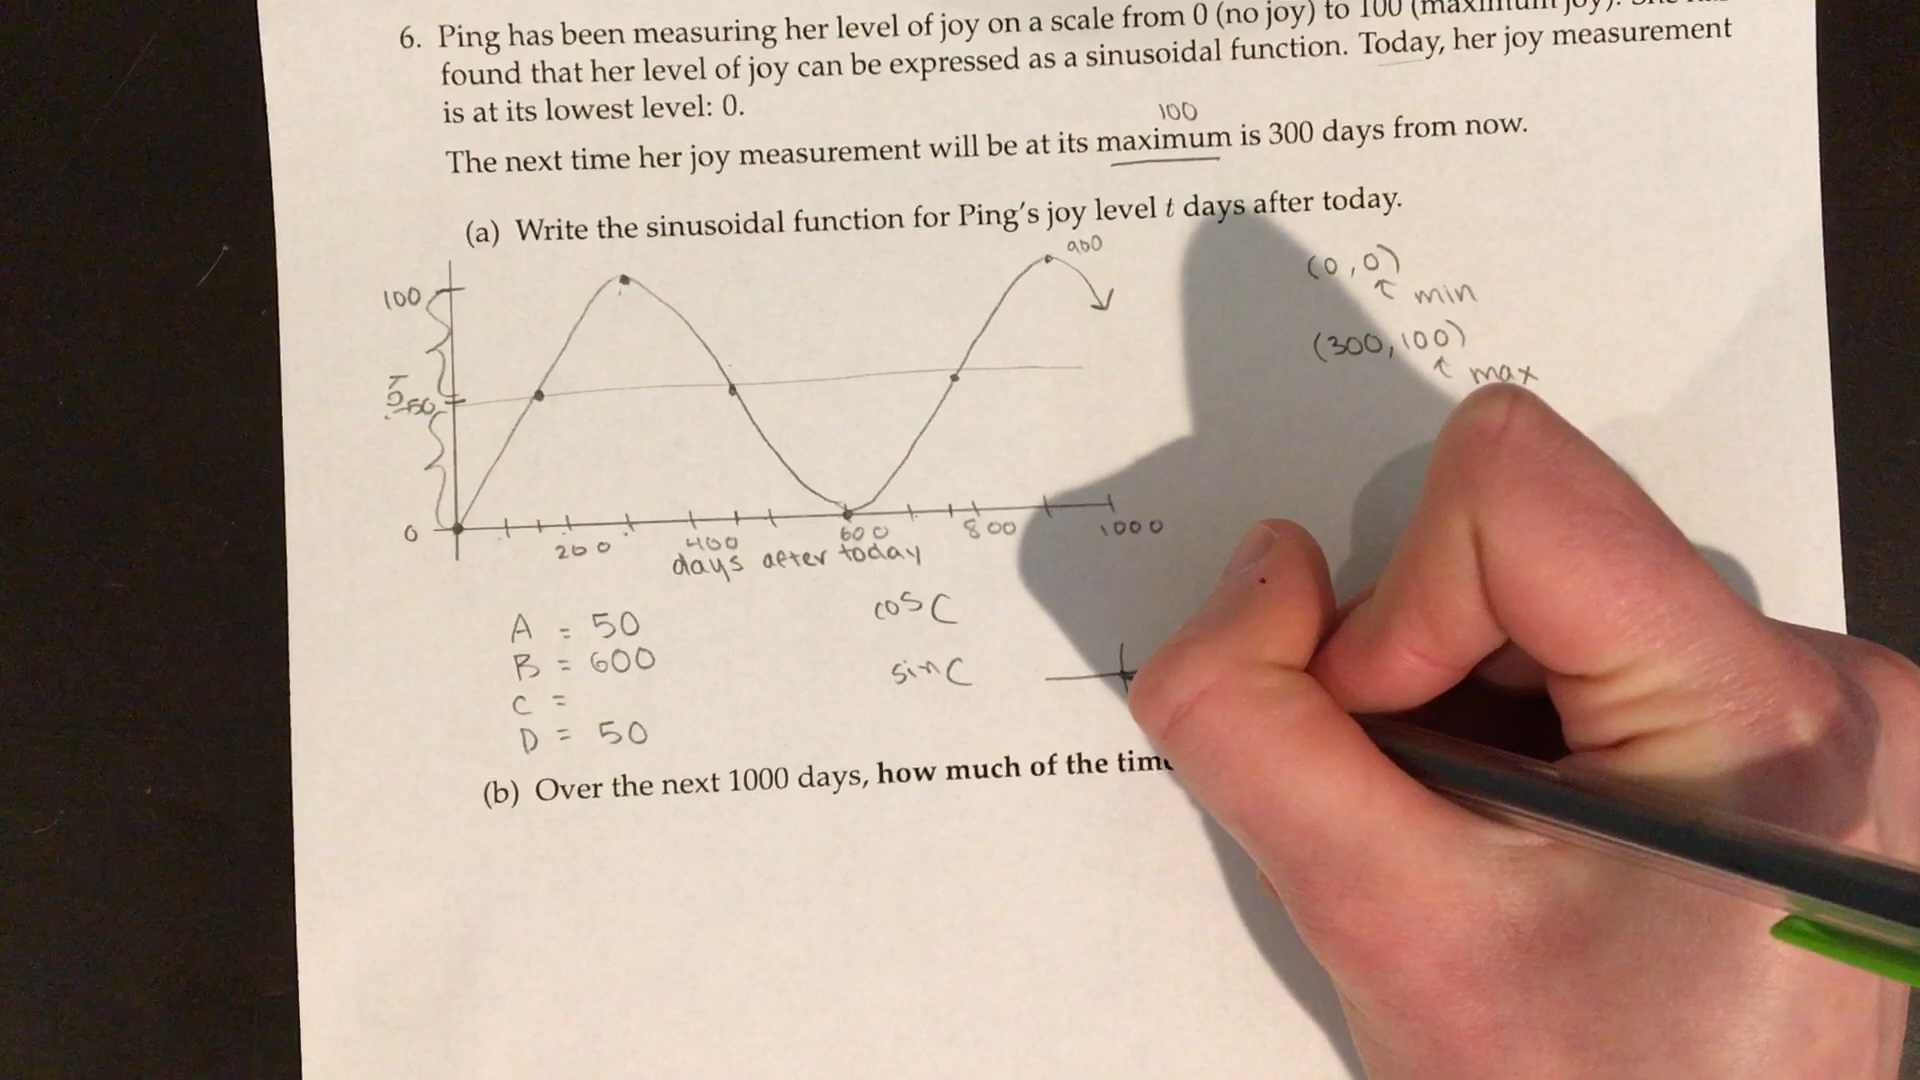 6. Ping has been measuring her level of joy on a scale from 0 (no joy) to 100 (maximum joy). She
found that her level of joy can be expressed as a sinusoidal function. Today, her joy measurement
is at its lowest level: 0.
100
The next time her joy measurement will be at its maximum is 300 days from now.
(a) Write the sinusoidal function for Ping's joy level t days after today.
900
100
(0,0)
min
(300,100)
max
50
0
200 400 600 800 1000
days after today
A = 50
B = 600
C =
D = 50
cos C
sin C
(b) Over the next 1000 days, how much of the time